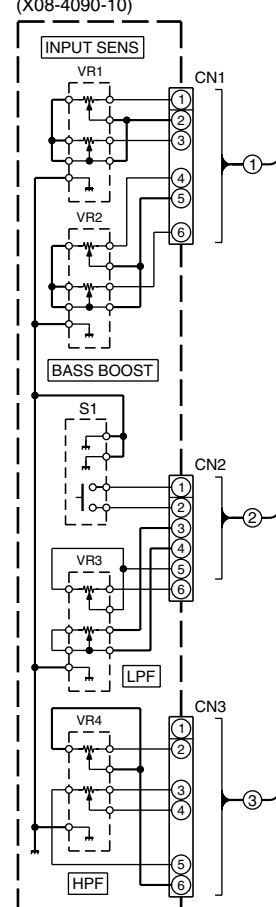 (X08-4090-10)
INPUT SENS
VR1
CN1
1
2
3
4
5
6
1
VR2
BASS BOOST
S1
CN2
1
2
3
4
5
6
2
VR3
LPF
CN3
VR4
1
2
3
4
5
6
3
HPF